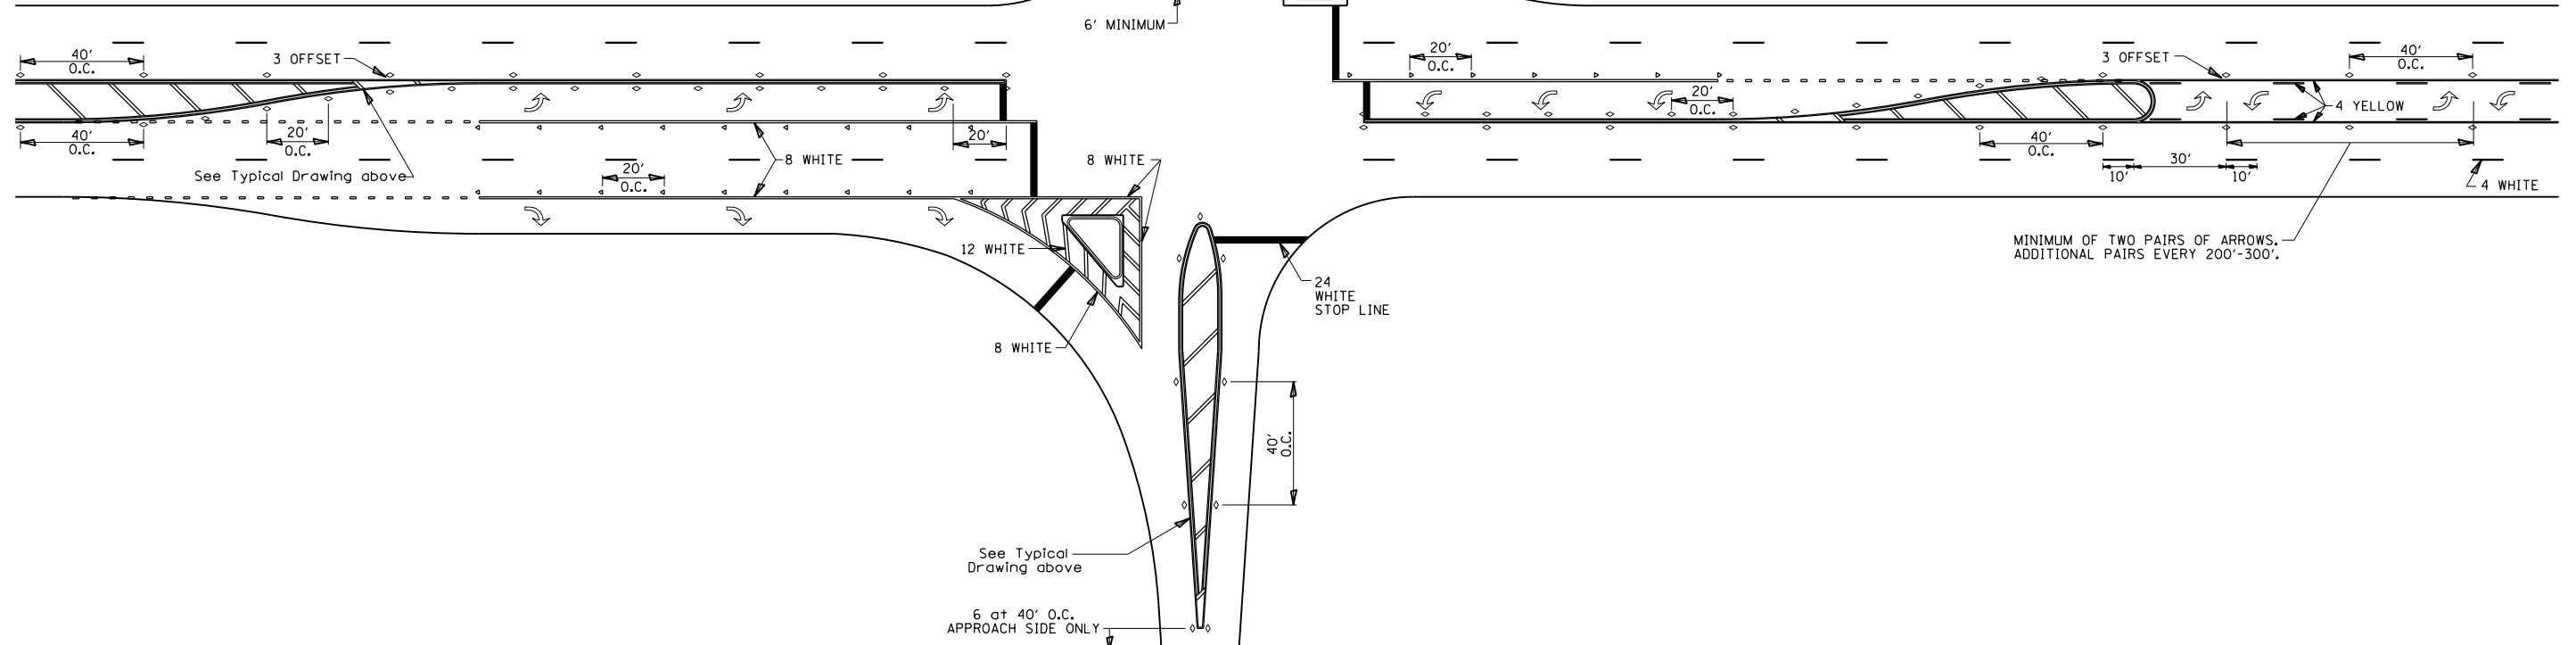 6' MINIMUM
40'
O.C.
3 OFFSET
20'
O.C.
3 OFFSET
40'
O.C.
20'
O.C.
4 YELLOW
40'
O.C.
20'
O.C.
20'
8 WHITE
8 WHITE
40'
O.C.
30'
10'
10'
See Typical Drawing above
20'
O.C.
4 WHITE
12 WHITE
MINIMUM OF TWO PAIRS OF ARROWS.
ADDITIONAL PAIRS EVERY 200'-300'.
24
WHITE
STOP LINE
8 WHITE
40'
O.C.
See Typical
Drawing above
6 at 40' O.C.
APPROACH SIDE ONLY